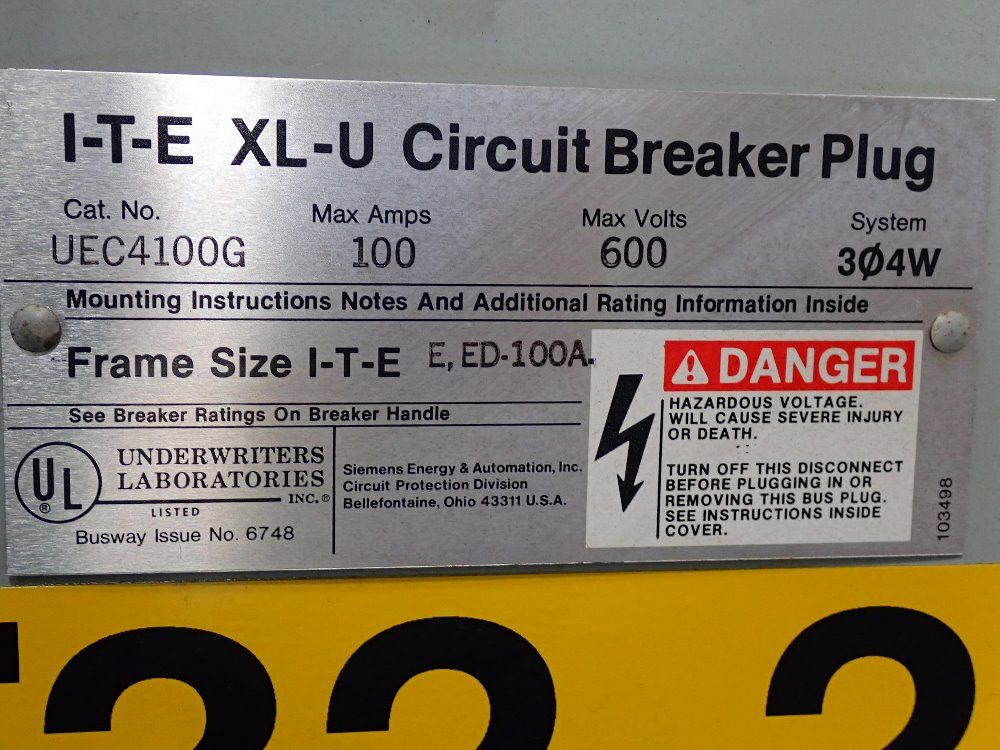 I-T-E XL-U Circuit Breaker Plug
Cat. No. Max Amps Max Volts System
UEC4100G 100 600 3Ø4W
Mounting Instructions Notes And Additional Rating Information Inside
Frame Size I-T-E E, ED-100A.
See Breaker Ratings On Breaker Handle
UL
®
UNDERWRITERS
LABORATORIES
INC.®
LISTED
Busway Issue No. 6748
Siemens Energy & Automation, Inc.
Circuit Protection Division
Bellefontaine, Ohio 43311 U.S.A.
DANGER
HAZARDOUS VOLTAGE.
WILL CAUSE SEVERE INJURY
OR DEATH.
TURN OFF THIS DISCONNECT
BEFORE PLUGGING IN OR
REMOVING THIS BUS PLUG.
SEE INSTRUCTIONS INSIDE
COVER.
103498